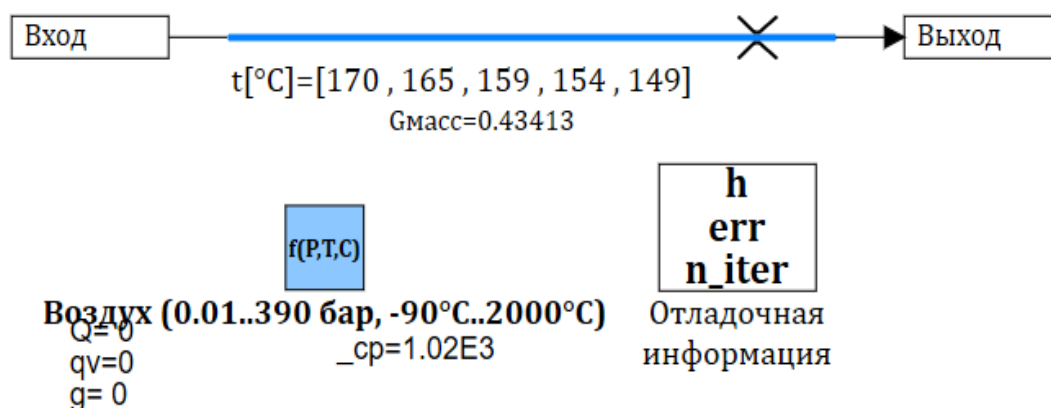 Вход
Выход
t[°C]=[170 , 165 , 159 , 154 , 149]
Gмасс=0.43413
f(P,T,C)
h
err
n_iter
Воздух (0.01..390 бар, -90°C..2000°C)
Q= 0
qv=0
g= 0
_cp=1.02E3
Отладочная
информация